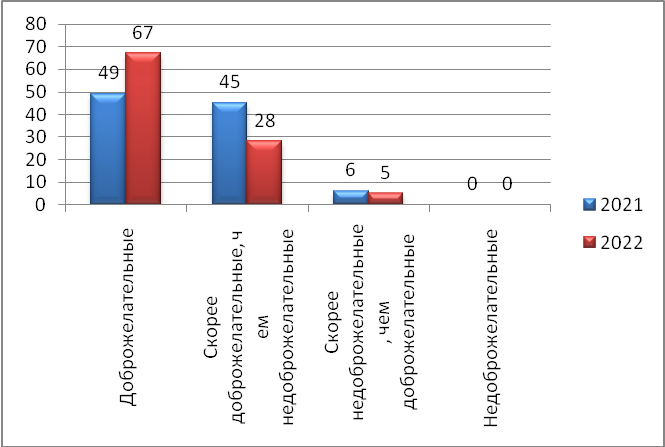 80
70
60
50
40
30
20
10
0
49
67
45
28
6
5
0
0
Доброжелательные
Скорее
доброжелательные, ч
ем
недоброжелательные
Скорее
недоброжелательные
, чем
доброжелательные
Недоброжелательные
2021
2022